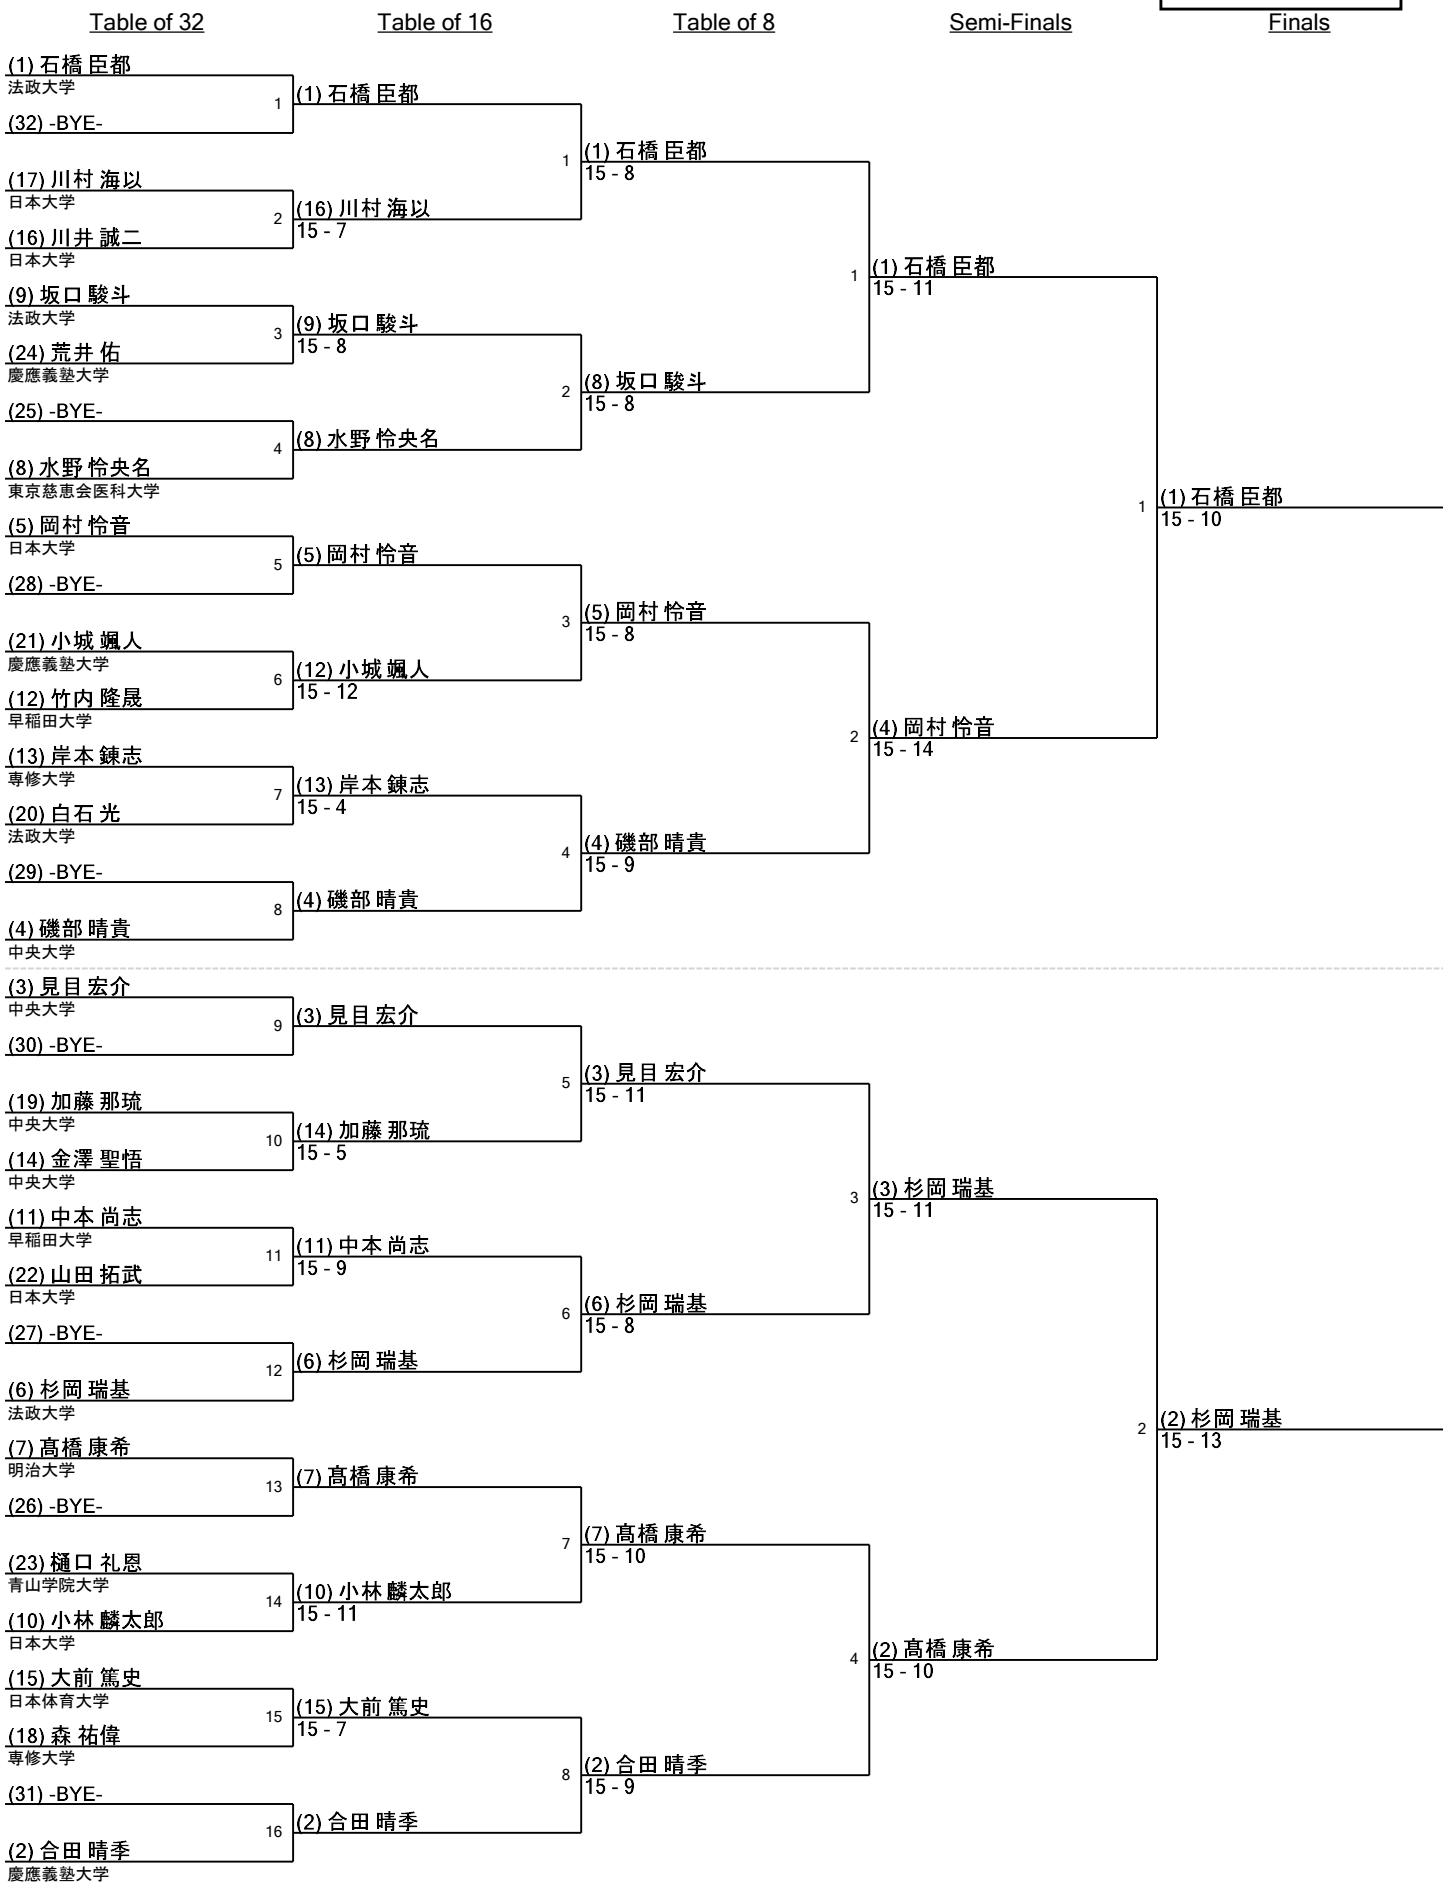 Table of 32
Table of 16
Table of 8
Semi-Finals
Finals
(1) 石橋 臣都
法政大学
1
(32) -BYE-
(17) 川村 海以
日本大学
2
(16) 川井 誠二
日本大学
(9) 坂口 駿斗
法政大学
3
(24) 荒井 佑
慶應義塾大学
(25) -BYE-
4
(8) 水野 怜央名
東京慈恵会医科大学
(5) 岡村 怜音
日本大学
5
(28) -BYE-
(21) 小城 颯人
慶應義塾大学
6
(12) 竹内 隆晟
早稲田大学
(13) 岸本 錬志
専修大学
7
(20) 白石 光
法政大学
(29) -BYE-
8
(4) 磯部 晴貴
中央大学
(3) 見目 宏介
中央大学
9
(30) -BYE-
(19) 加藤 那琉
中央大学
10
(14) 金澤 聖悟
中央大学
(11) 中本 尚志
早稲田大学
11
(22) 山田 拓武
日本大学
(27) -BYE-
12
(6) 杉岡 瑞基
法政大学
(7) 髙橋 康希
明治大学
13
(26) -BYE-
(23) 樋口 礼恩
青山学院大学
14
(10) 小林 麟太郎
日本大学
(15) 大前 篤史
日本体育大学
15
(18) 森 祐偉
専修大学
(31) -BYE-
16
(2) 合田 晴季
慶應義塾大学
(1) 石橋 臣都
1
(16) 川村 海以
15 - 7
(9) 坂口 駿斗
15 - 8
2
(8) 水野 怜央名
(5) 岡村 怜音
3
(12) 小城 颯人
15 - 12
(13) 岸本 錬志
15 - 4
4
(4) 磯部 晴貴
(3) 見目 宏介
5
(14) 加藤 那琉
15 - 5
(11) 中本 尚志
15 - 9
6
(6) 杉岡 瑞基
(7) 髙橋 康希
7
(10) 小林 麟太郎
15 - 11
(15) 大前 篤史
15 - 7
8
(2) 合田 晴季
(1) 石橋 臣都
15 - 8
1
(8) 坂口 駿斗
15 - 8
(5) 岡村 怜音
15 - 8
2
(4) 磯部 晴貴
15 - 9
(3) 見目 宏介
15 - 11
3
(6) 杉岡 瑞基
15 - 8
(7) 髙橋 康希
15 - 10
4
(2) 合田 晴季
15 - 9
(1) 石橋 臣都
15 - 11
1
(4) 岡村 怜音
15 - 14
(3) 杉岡 瑞基
15 - 11
2
(2) 髙橋 康希
15 - 10
(1) 石橋 臣都
15 - 10
(2) 杉岡 瑞基
15 - 13